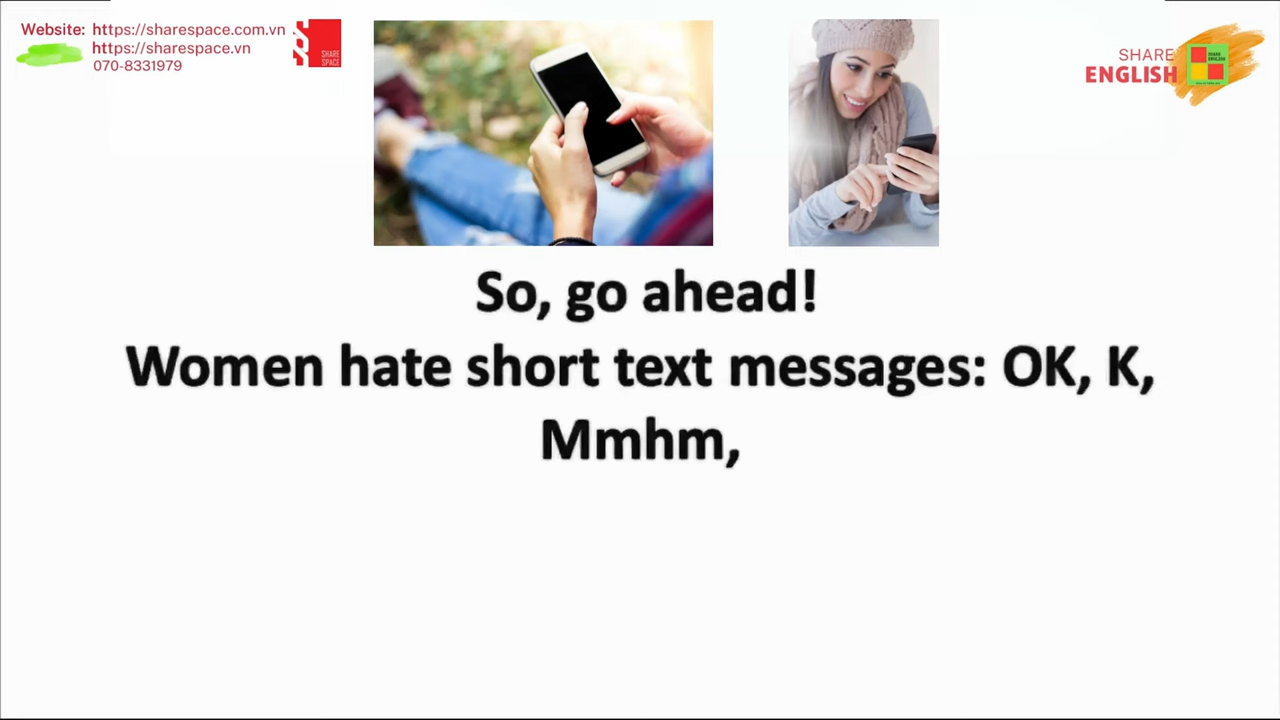 Website: https://sharespace.com.vn
https://sharespace.vn
070-8331979
SHARE
SPACE
SHARE
ENGLISH
So, go ahead!
Women hate short text messages: OK, K,
Mmhm,